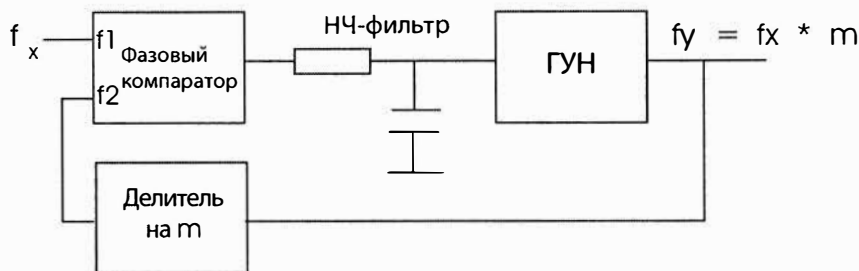 НЧ-фильтр
f x
f1
Фазовый
компаратор
f2
ГУН
fy = fx * m
Делитель
на m